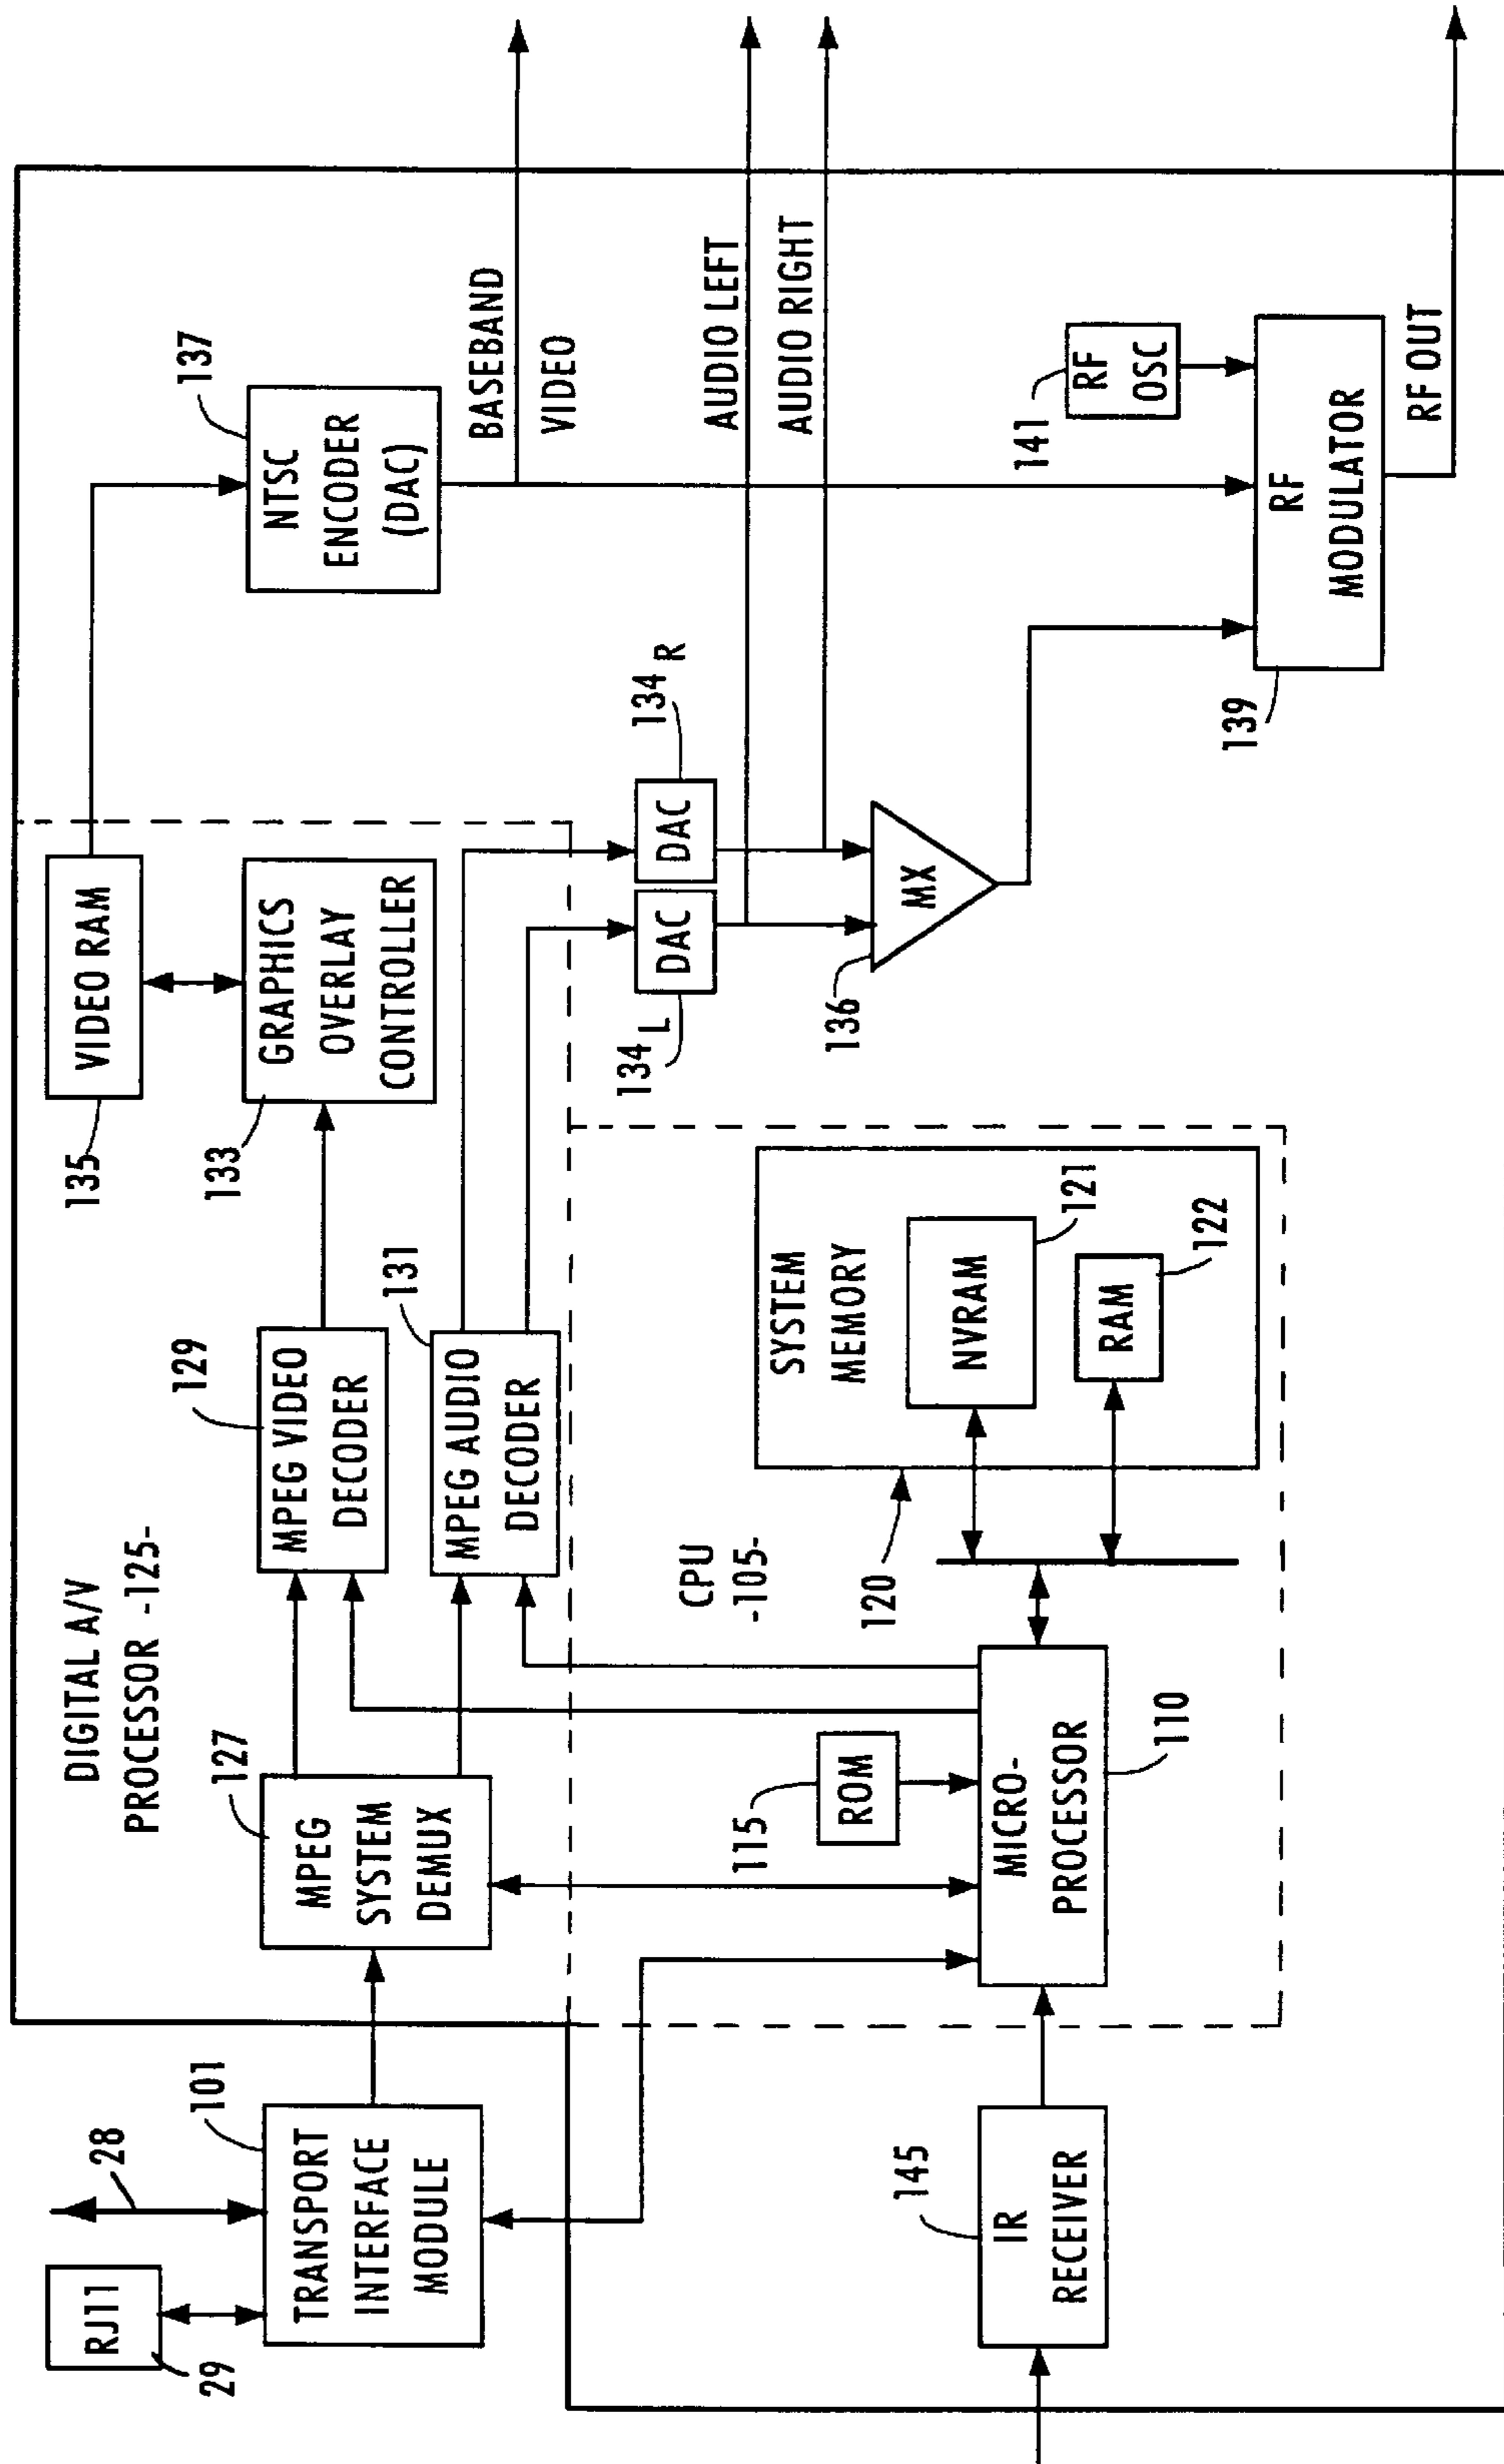 RJ11
29
28
101
TRANSPORT
INTERFACE
MODULE
DIGITAL A/V
PROCESSOR -125-
127
MPEG
SYSTEM
DEMUX
129
MPEG VIDEO
DECODER
131
MPEG AUDIO
DECODER
135
VIDEO RAM
133
GRAPHICS
OVERLAY
CONTROLLER
137
NTSC
ENCODER
(DAC)
BASEBAND
VIDEO
134 L
DAC
134 R
DAC
AUDIO LEFT
AUDIO RIGHT
136
MX
141
RF
OSC
139
RF
MODULATOR
RF OUT
CPU
-105-
115
ROM
MICRO-
PROCESSOR
110
120
SYSTEM
MEMORY
NVRAM
121
RAM
122
145
IR
RECEIVER